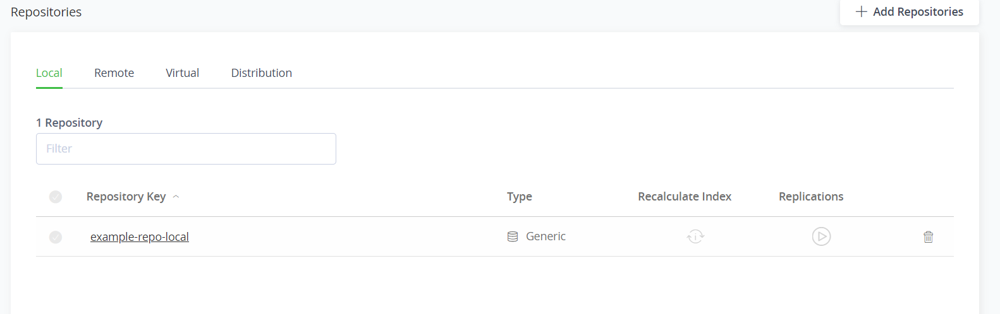 Repositories
Add Repositories
Local Remote Virtual Distribution
1 Repository
Filter
Repository Key Type Recalculate Index Replications
example-repo-local Generic